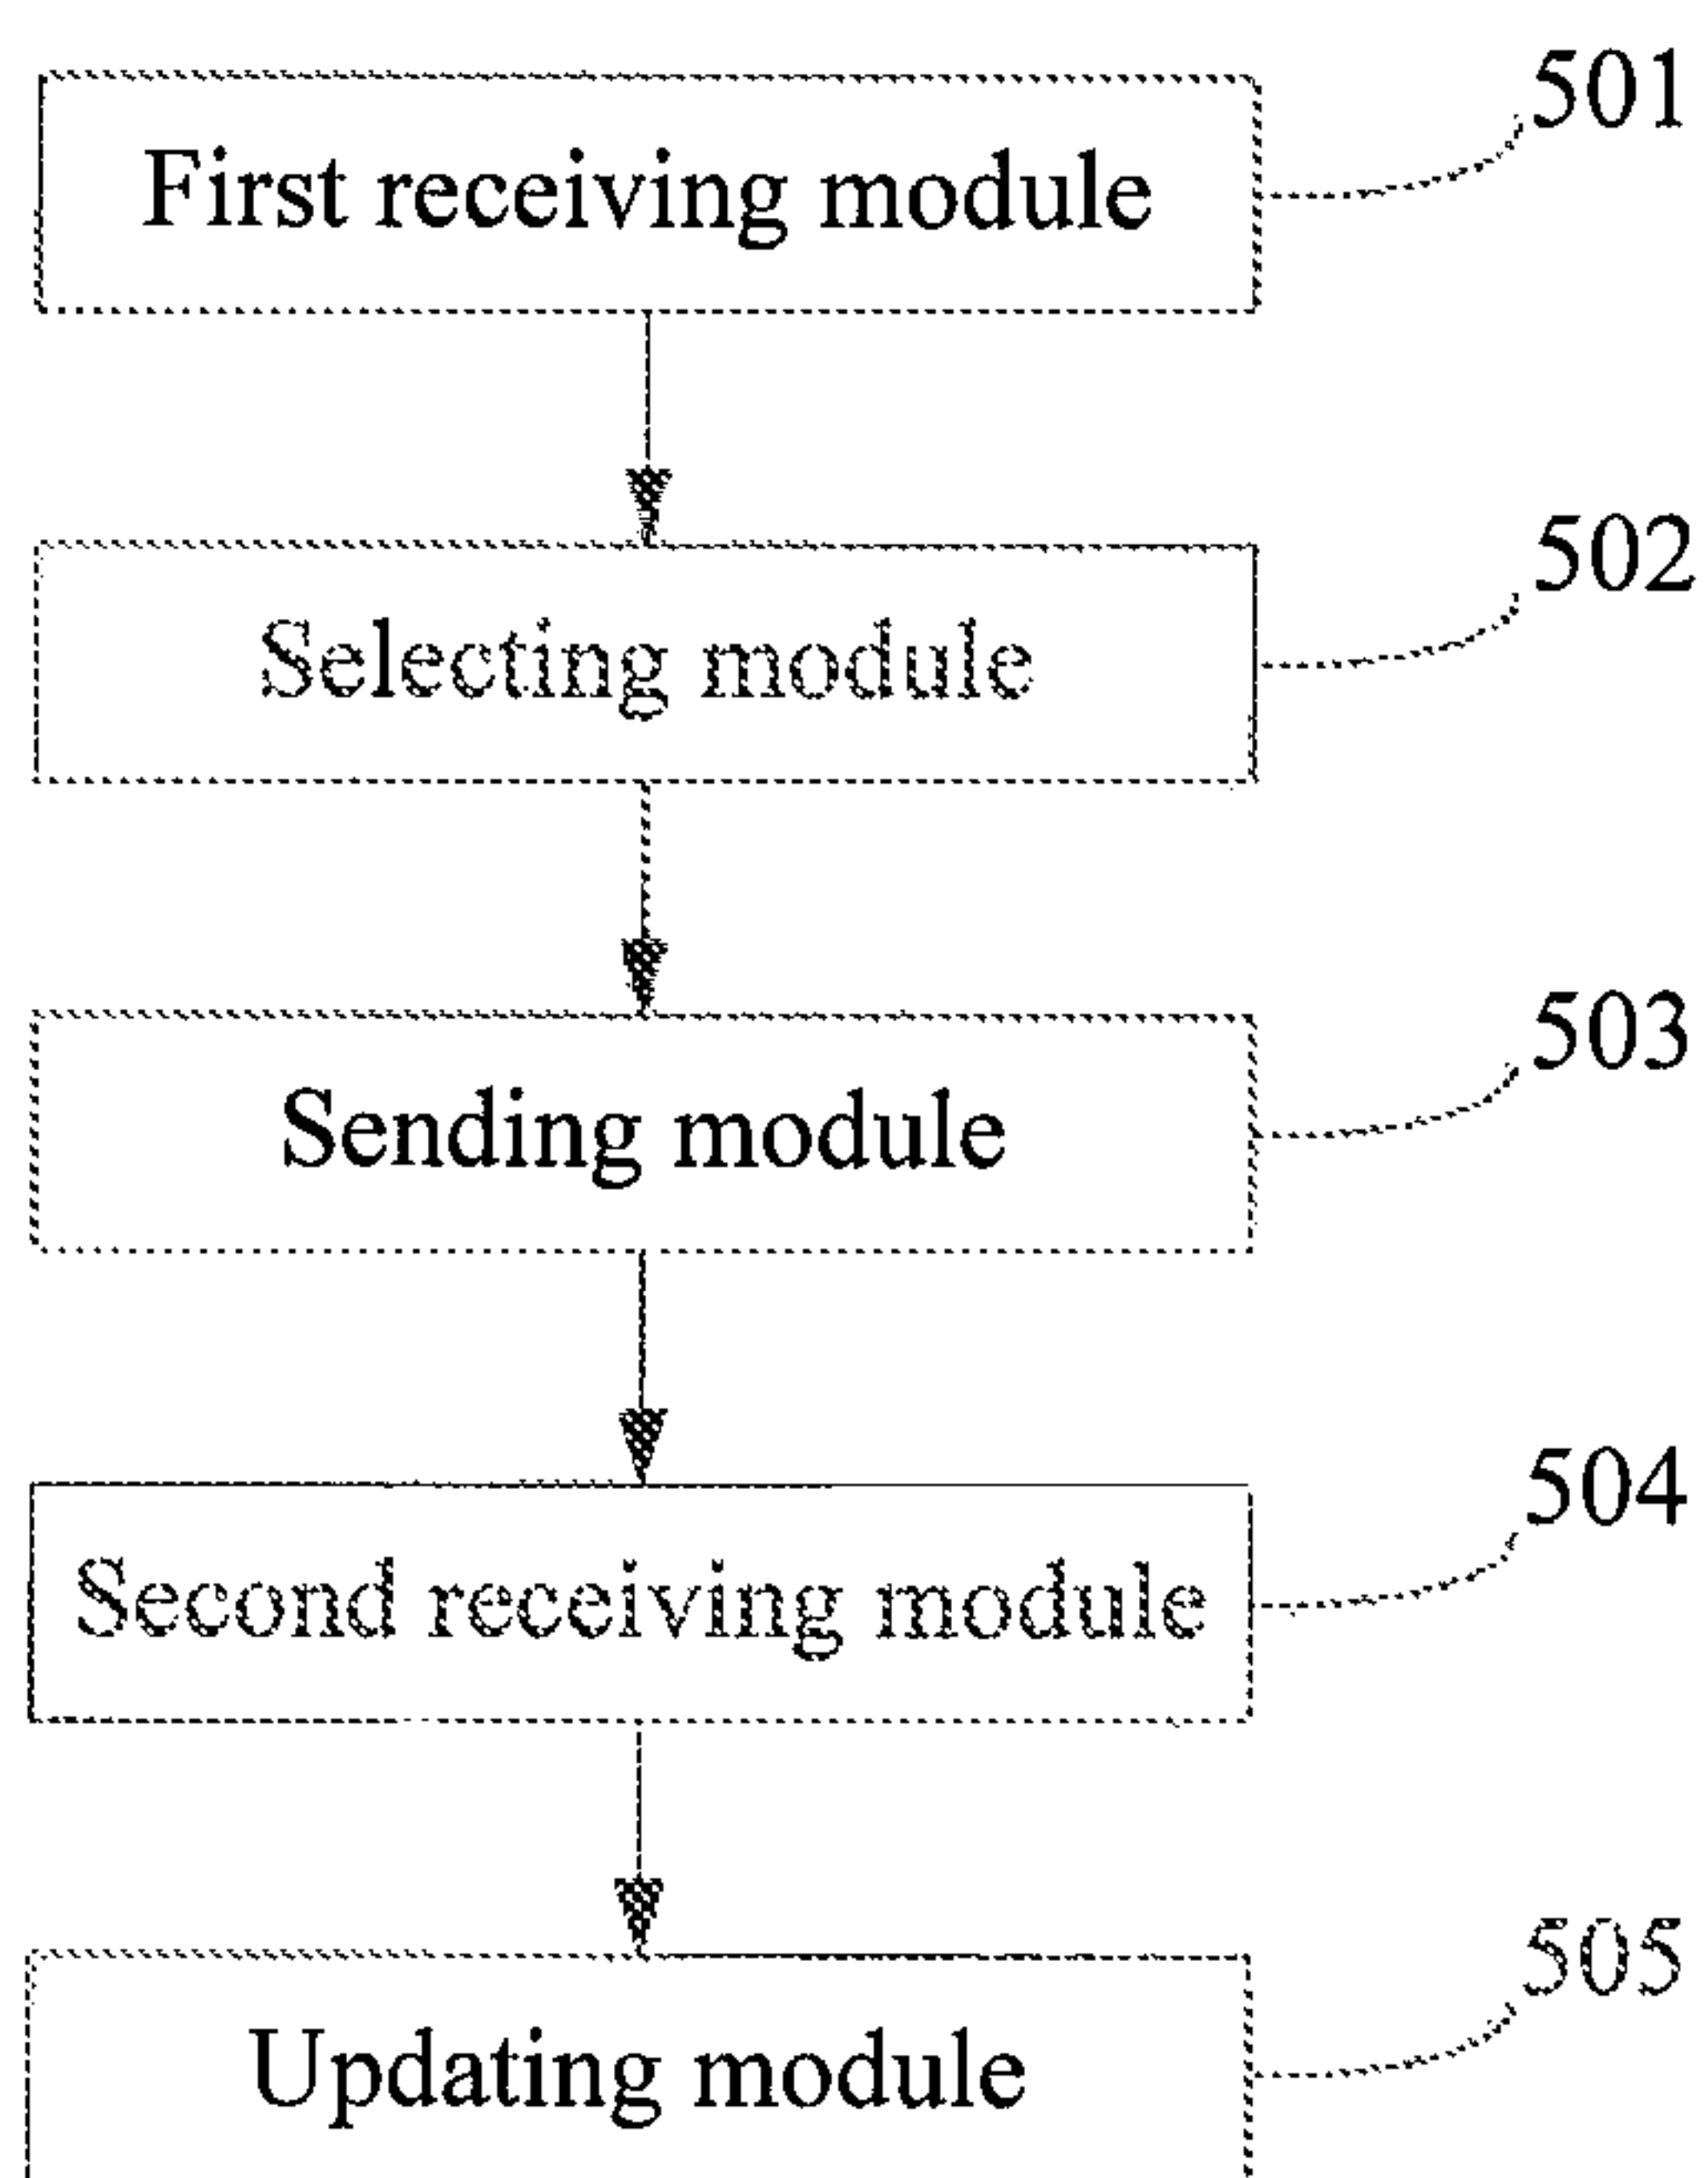 First receiving module
501
Selecting module
502
Sending module
503
Second receiving module
504
Updating module
505